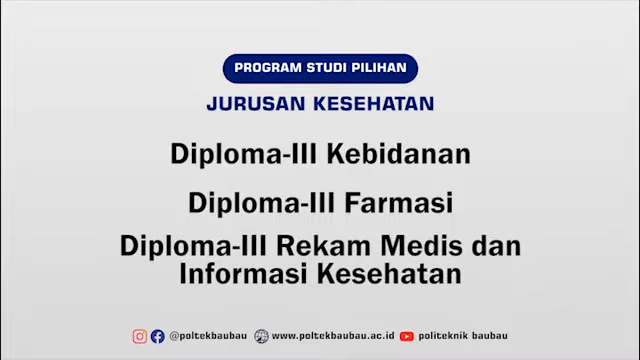 PROGRAM STUDI PILIHAN
JURUSAN KESEHATAN
Diploma-III Kebidanan
Diploma-III Farmasi
Diploma-III Rekam Medis dan
Informasi Kesehatan
@poltekbaubau www.poltekbaubau.ac.id politeknik baubau